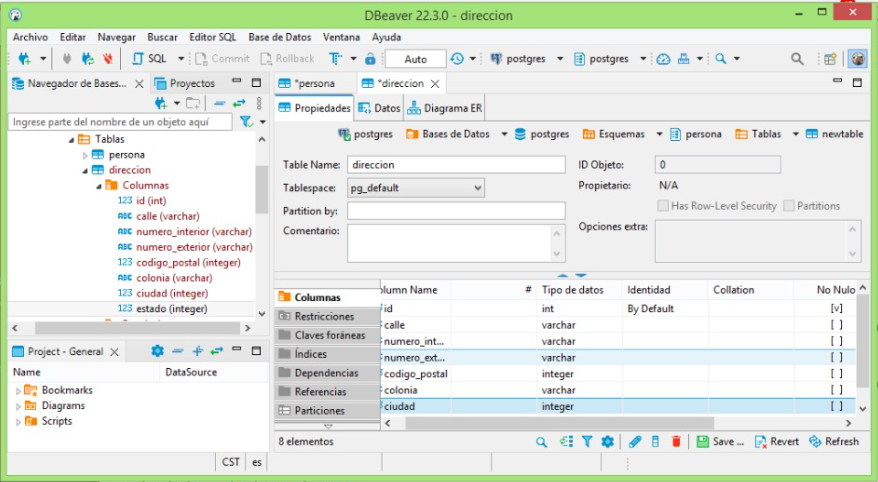 DBeaver 22.3.0 - direccion
Archivo Editar Navegar Buscar Editor SQL Base de Datos Ventana Ayuda
SQL Commit Rollback Auto postgres postgres
Navegador de Bases... Proyectos
*persona *direccion
Ingrese parte del nombre de un objeto aquí
Tablas
persona
direccion
Columnas
123 id (int)
ABC calle (varchar)
ABC numero_interior (varchar)
ABC numero_exterior (varchar)
123 codigo_postal (integer)
ABC colonia (varchar)
123 ciudad (integer)
123 estado (integer)
Project - General
Name DataSource
Bookmarks
Diagrams
Scripts
Propiedades Datos Diagrama ER
postgres Bases de Datos postgres Esquemas persona Tablas newtable
Table Name: direccion ID Objeto: 0
Tablespace: pg_default Propietario: N/A
Partition by: Has Row-Level Security Partitions
Comentario: Opciones extra:
Columnas
Restricciones
Claves foráneas
Índices
Dependencias
Referencias
Particiones
olumn Name # Tipo de datos Identidad Collation No Nulo
id int By Default [v]
calle varchar [ ]
numero_int... varchar [ ]
numero_ext... varchar [ ]
codigo_postal integer [ ]
colonia varchar [ ]
ciudad integer [ ]
8 elementos Save ... Revert Refresh
CST es